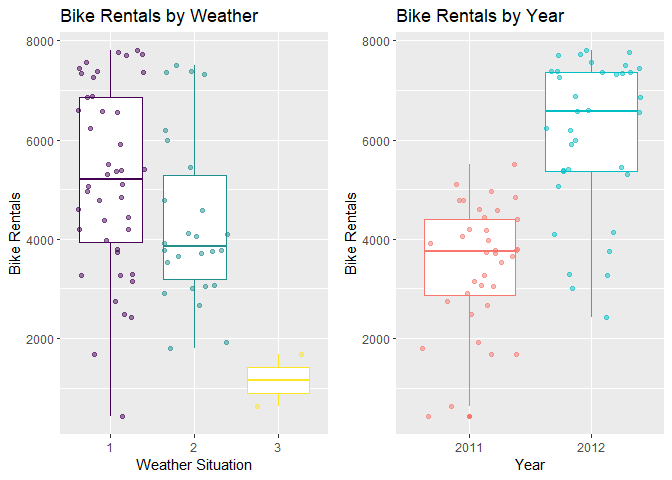 Bike Rentals by Weather
8000
6000
4000
2000
Bike Rentals
1 2 3
Weather Situation
Bike Rentals by Year
8000
6000
4000
2000
Bike Rentals
2011 2012
Year